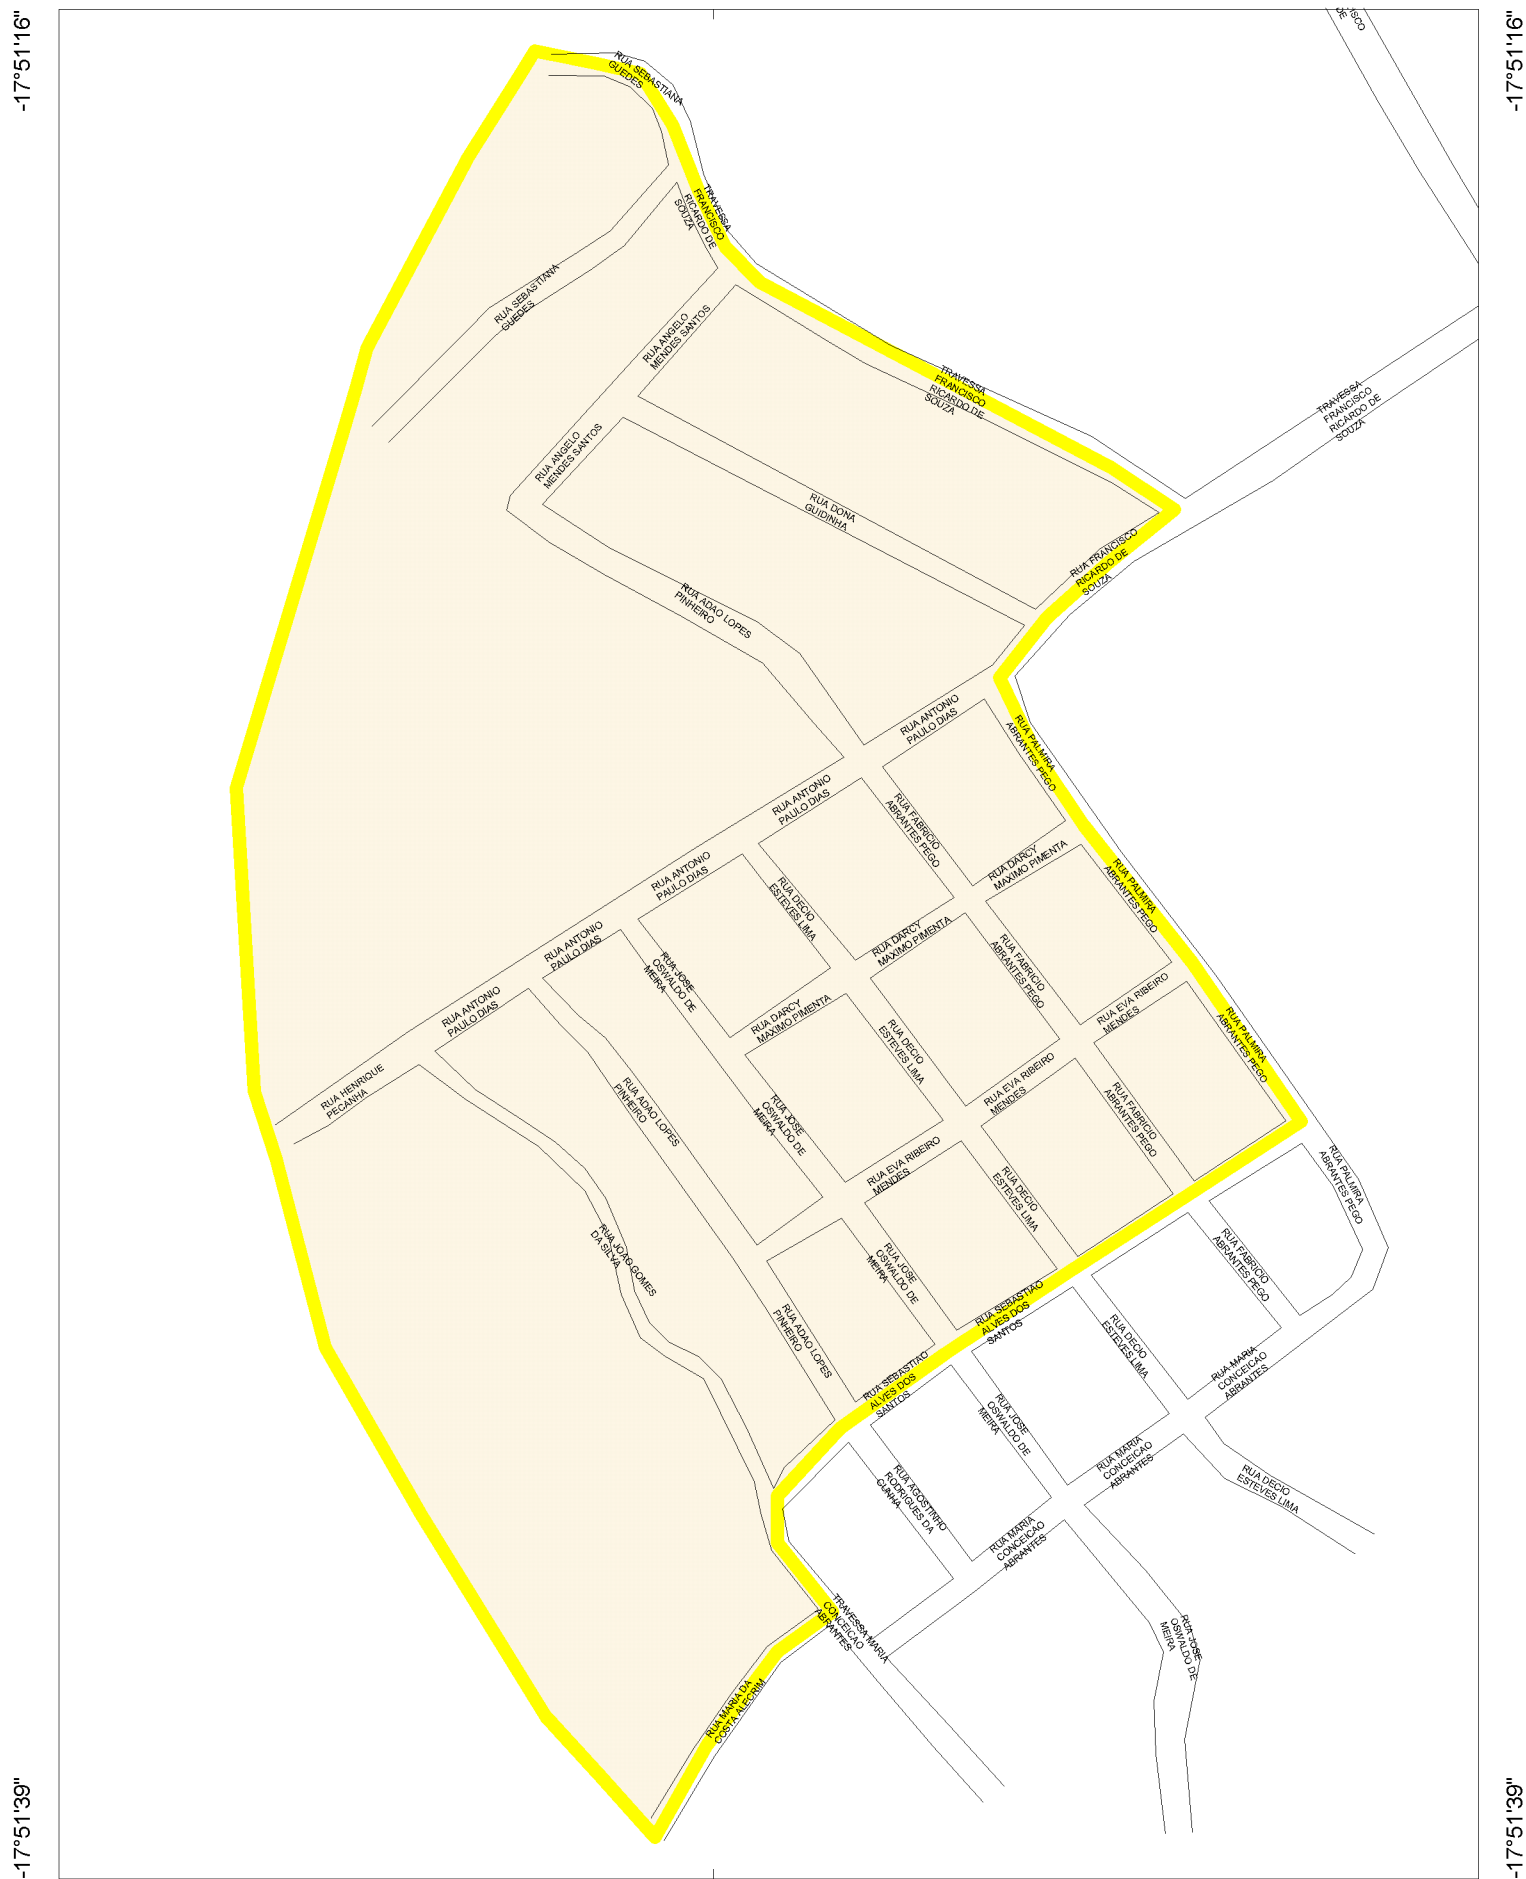 -17°51'16"
-17°51'16"
RUA SEBASTIANA
GUEDES
TRAVESSA
FRANCISCO
RICARDO DE
SOUZA
RUA SEBASTIANA
GUEDES
RUA ANGELO
MENDES SANTOS
TRAVESSA
FRANCISCO
RICARDO DE
SOUZA
TRAVESSA
FRANCISCO
RICARDO DE
SOUZA
RUA ANGELO
MENDES SANTOS
RUA DONA
GUIDINHA
RUA FRANCISCO
RICARDO DE
SOUZA
RUA ADAO LOPES
PINHEIRO
RUA ANTONIO
PAULO DIAS
RUA PALMIRA
ABRANTES PEGO
RUA ANTONIO
PAULO DIAS
RUA FABRICIO
ABRANTES PEGO
RUA DARCY
MAXIMO PIMENTA
RUA PALMIRA
ABRANTES PEGO
RUA ANTONIO
PAULO DIAS
RUA DECIO
ESTEVES LIMA
RUA DARCY
MAXIMO PIMENTA
RUA ANTONIO
PAULO DIAS
RUA JOSE
OSWALDO DE
MEIRA
RUA FABRICIO
ABRANTES PEGO
RUA EVA RIBEIRO
MENDES
RUA ANTONIO
PAULO DIAS
RUA DARCY
MAXIMO PIMENTA
RUA DECIO
ESTEVES LIMA
RUA PALMIRA
ABRANTES PEGO
RUA HENRIQUE
PECANHA
RUA ADAO LOPES
PINHEIRO
RUA JOSE
OSWALDO DE
MEIRA
RUA EVA RIBEIRO
MENDES
RUA FABRICIO
ABRANTES PEGO
RUA EVA RIBEIRO
MENDES
RUA DECIO
ESTEVES LIMA
RUA PALMIRA
ABRANTES PEGO
RUA JOAO GOMES
DA SILVA
RUA JOSE
OSWALDO DE
MEIRA
RUA FABRICIO
ABRANTES PEGO
RUA ADAO LOPES
PINHEIRO
RUA SEBASTIAO
ALVES DOS
SANTOS
RUA DECIO
ESTEVES LIMA
RUA SEBASTIAO
ALVES DOS
SANTOS
RUA MARIA
CONCEICAO
ABRANTES
RUA JOSE
OSWALDO DE
MEIRA
RUA MARIA
CONCEICAO
ABRANTES
RUA AGOSTINHO
RODRIGUES DA
CUNHA
RUA DECIO
ESTEVES LIMA
RUA MARIA
CONCEICAO
ABRANTES
TRAVESSA MARIA
CONCEICAO
ABRANTES
RUA JOSE
OSWALDO DE
MEIRA
RUA MARIA DA
COSTA ALECRIM
-17°51'39"
-17°51'39"